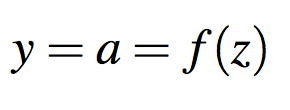 y = a = f(z)